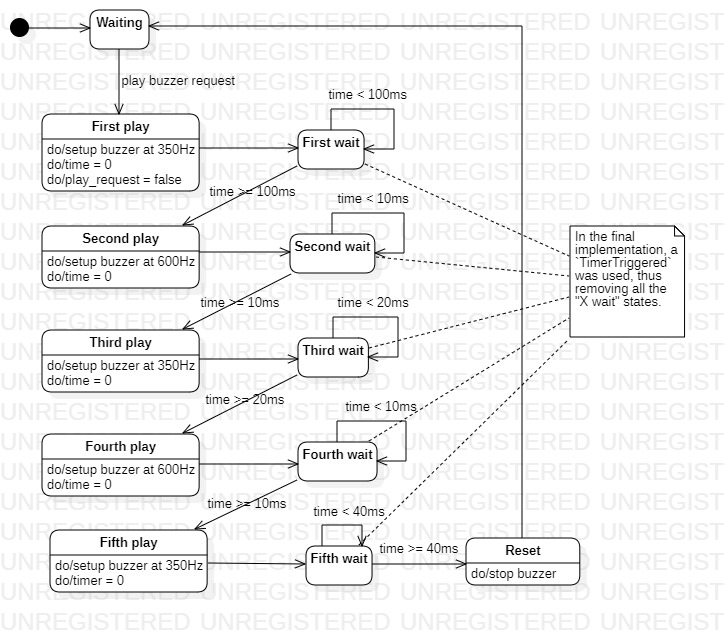 Waiting
play buzzer request
First play
do/setup buzzer at 350Hz
do/time = 0
do/play_request = false
time < 100ms
First wait
time >= 100ms
Second play
do/setup buzzer at 600Hz
do/time = 0
time < 10ms
Second wait
In the final
implementation, a
`TimerTriggered`
was used, thus
removing all the
"X wait" states.
time >= 10ms
Third play
do/setup buzzer at 350Hz
do/time = 0
time < 20ms
Third wait
time >= 20ms
Fourth play
do/setup buzzer at 600Hz
do/time = 0
time < 10ms
Fourth wait
time >= 10ms
Fifth play
do/setup buzzer at 350Hz
do/timer = 0
time < 40ms
Fifth wait
time >= 40ms
Reset
do/stop buzzer
UNREGISTERED UNREGISTERED UNREGISTERED UNREGIST